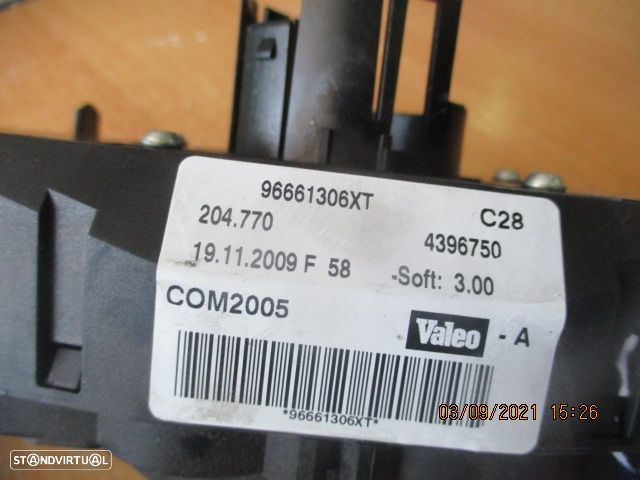 96661306XT
C28
204.770
4396750
19.11.2009 F 58 -Soft: 3.00
COM2005
Valeo - A
*96661306XT*
03/09/2021 15:26
STANDVIRTUAL